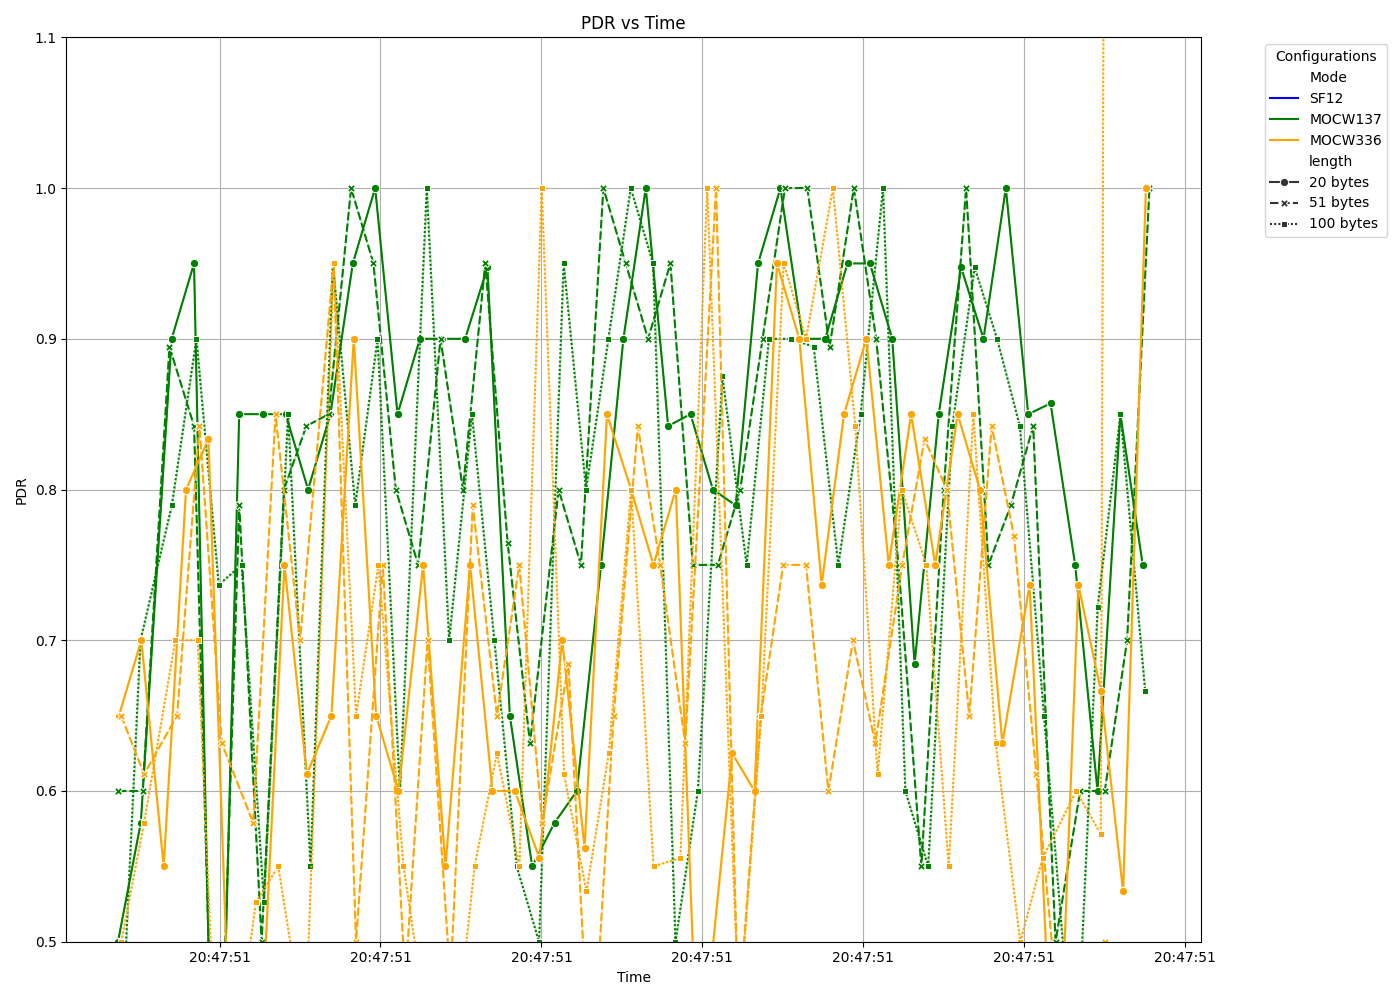 PDR vs Time
Configurations
Mode
SF12
MOCW137
MOCW336
length
20 bytes
51 bytes
100 bytes
PDR
1.1
1.0
0.9
0.8
0.7
0.6
0.5
20:47:51 20:47:51 20:47:51 20:47:51 20:47:51 20:47:51 20:47:51
Time